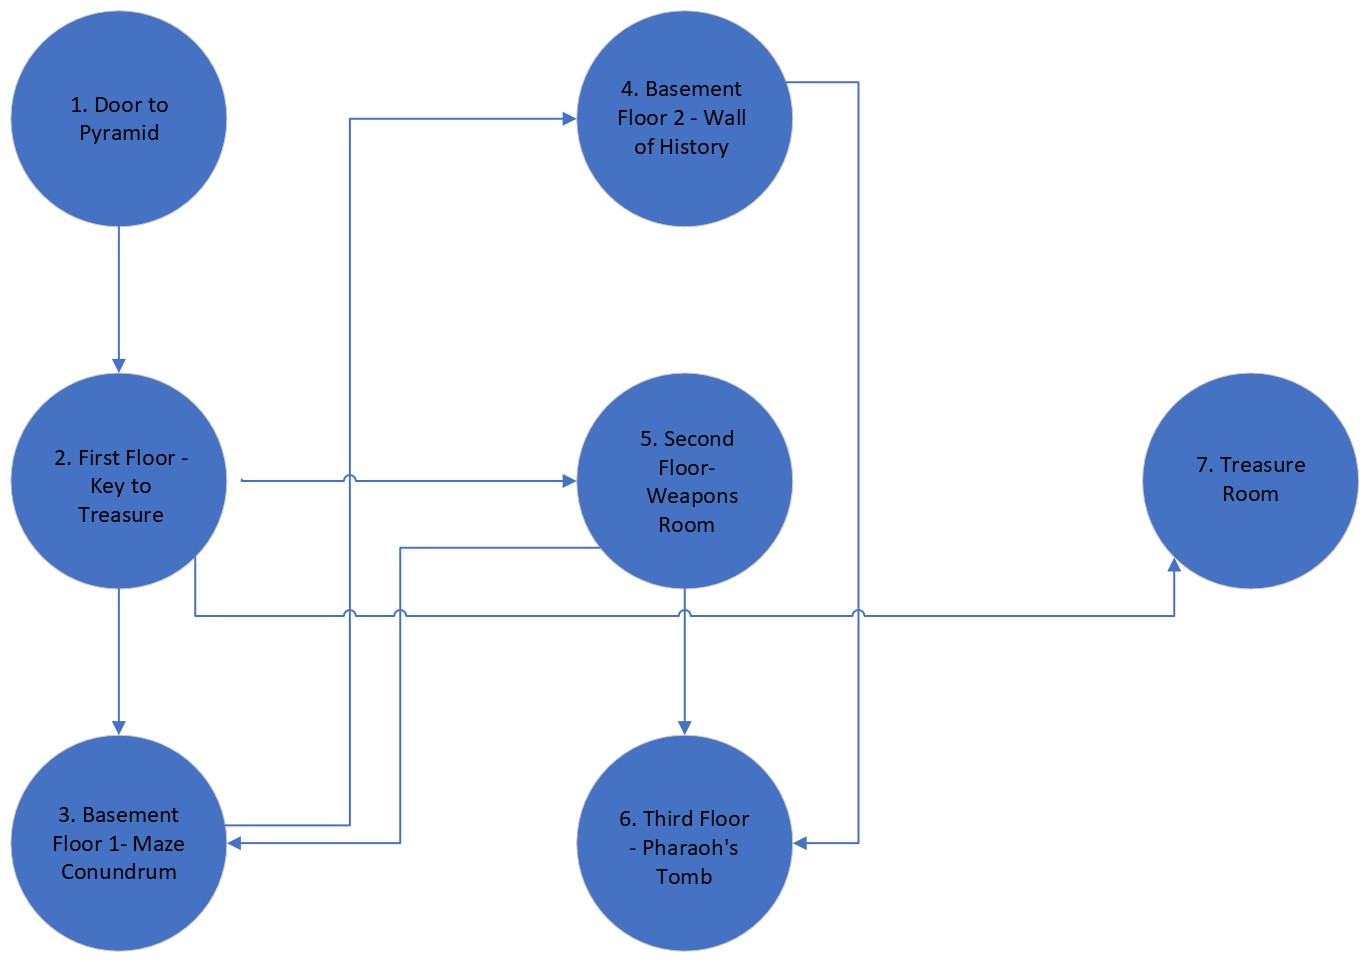 1. Door to
Pyramid
2. First Floor -
Key to
Treasure
3. Basement
Floor 1- Maze
Conundrum
4. Basement
Floor 2 - Wall
of History
5. Second
Floor-
Weapons
Room
6. Third Floor
- Pharaoh's
Tomb
7. Treasure
Room